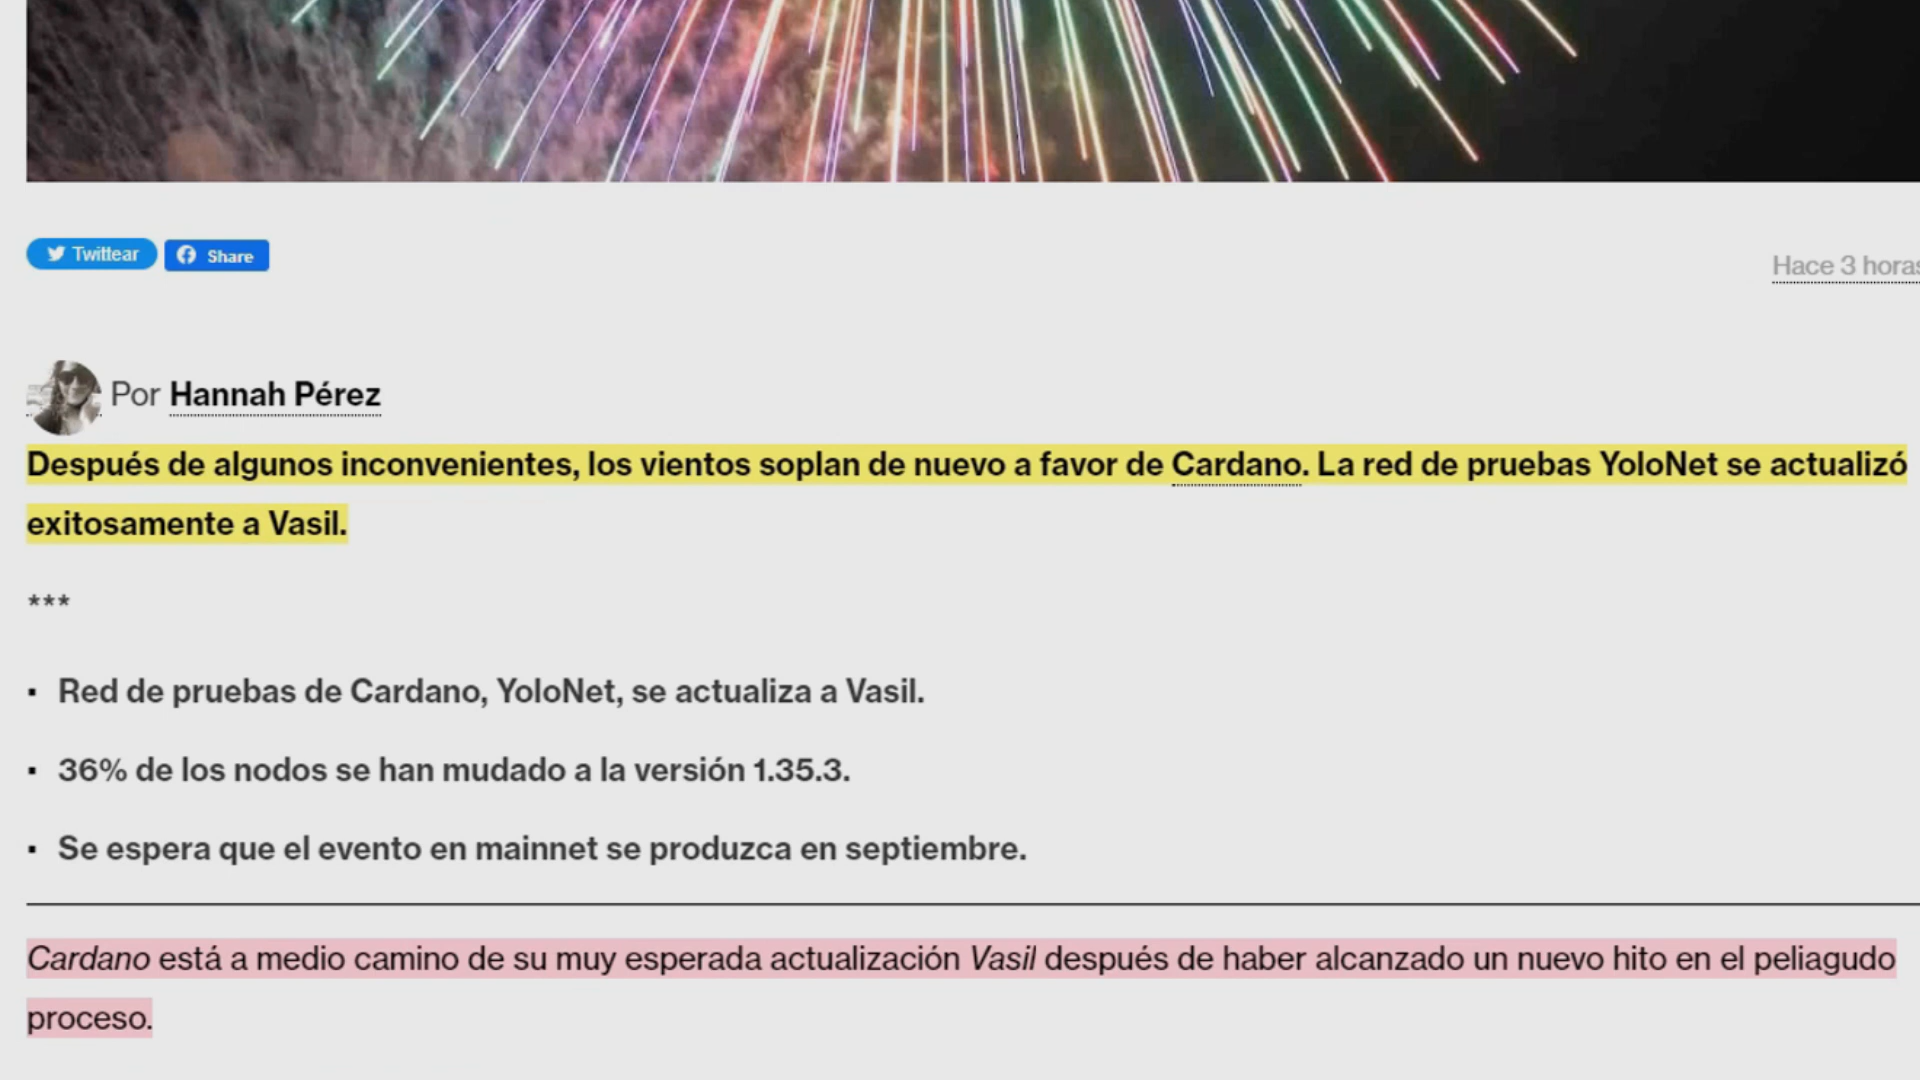 Twittear
Share
Hace 3 horas
Por Hannah Pérez
Después de algunos inconvenientes, los vientos soplan de nuevo a favor de Cardano. La red de pruebas YoloNet se actualizó
exitosamente a Vasil.
***
▪ Red de pruebas de Cardano, YoloNet, se actualiza a Vasil.
▪ 36% de los nodos se han mudado a la versión 1.35.3.
▪ Se espera que el evento en mainnet se produzca en septiembre.
Cardano está a medio camino de su muy esperada actualización Vasil después de haber alcanzado un nuevo hito en el peliagudo
proceso.